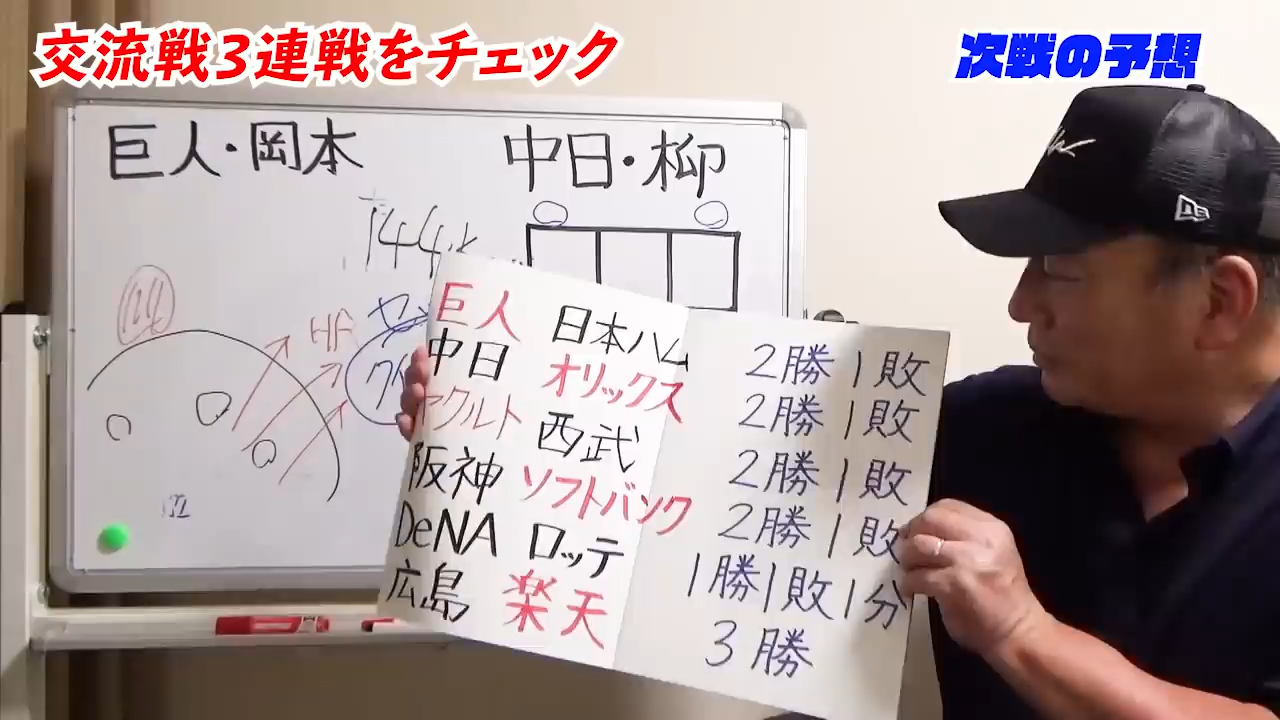 交流戦3連戦をチェック
次戦の予想
巨人・岡本
中日・柳
144
HR
巨人 日本ハム 2勝1敗
中日 オリックス 2勝1敗
ヤクルト 西武 2勝1敗
阪神 ソフトバンク 2勝1敗
DeNA ロッテ 1勝1敗1分
広島 楽天 3勝